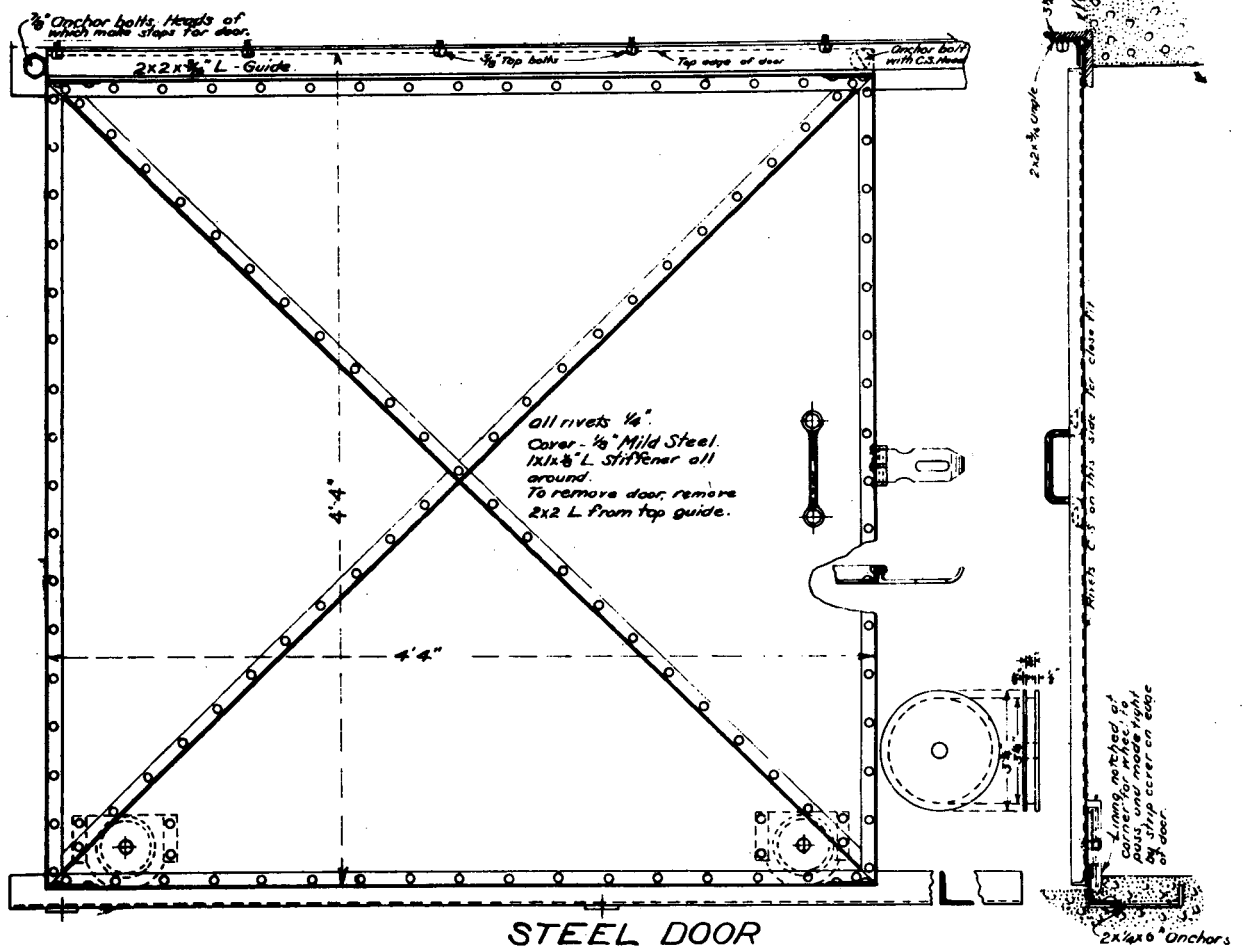 7/8" Anchor bolts, Heads of
which make stops for door.
2x2x3/16" L - Guide.
3/8" Tap bolts
Top edge of door
Anchor bolt
with C.S. Head
2x2x3/16 angle
4'-4"
all rivets 1/4".
Cover - 1/8" Mild Steel.
1x1x1/8" L Stiffener all
around.
To remove door, remove
2x2 L from top guide.
4'4"
Rivets C.S on this side for close fit
Lining notched at
corner for wheel to
pass, and made tight
by strip cover on edge
of door.
2x1/4x6" Anchors
STEEL DOOR